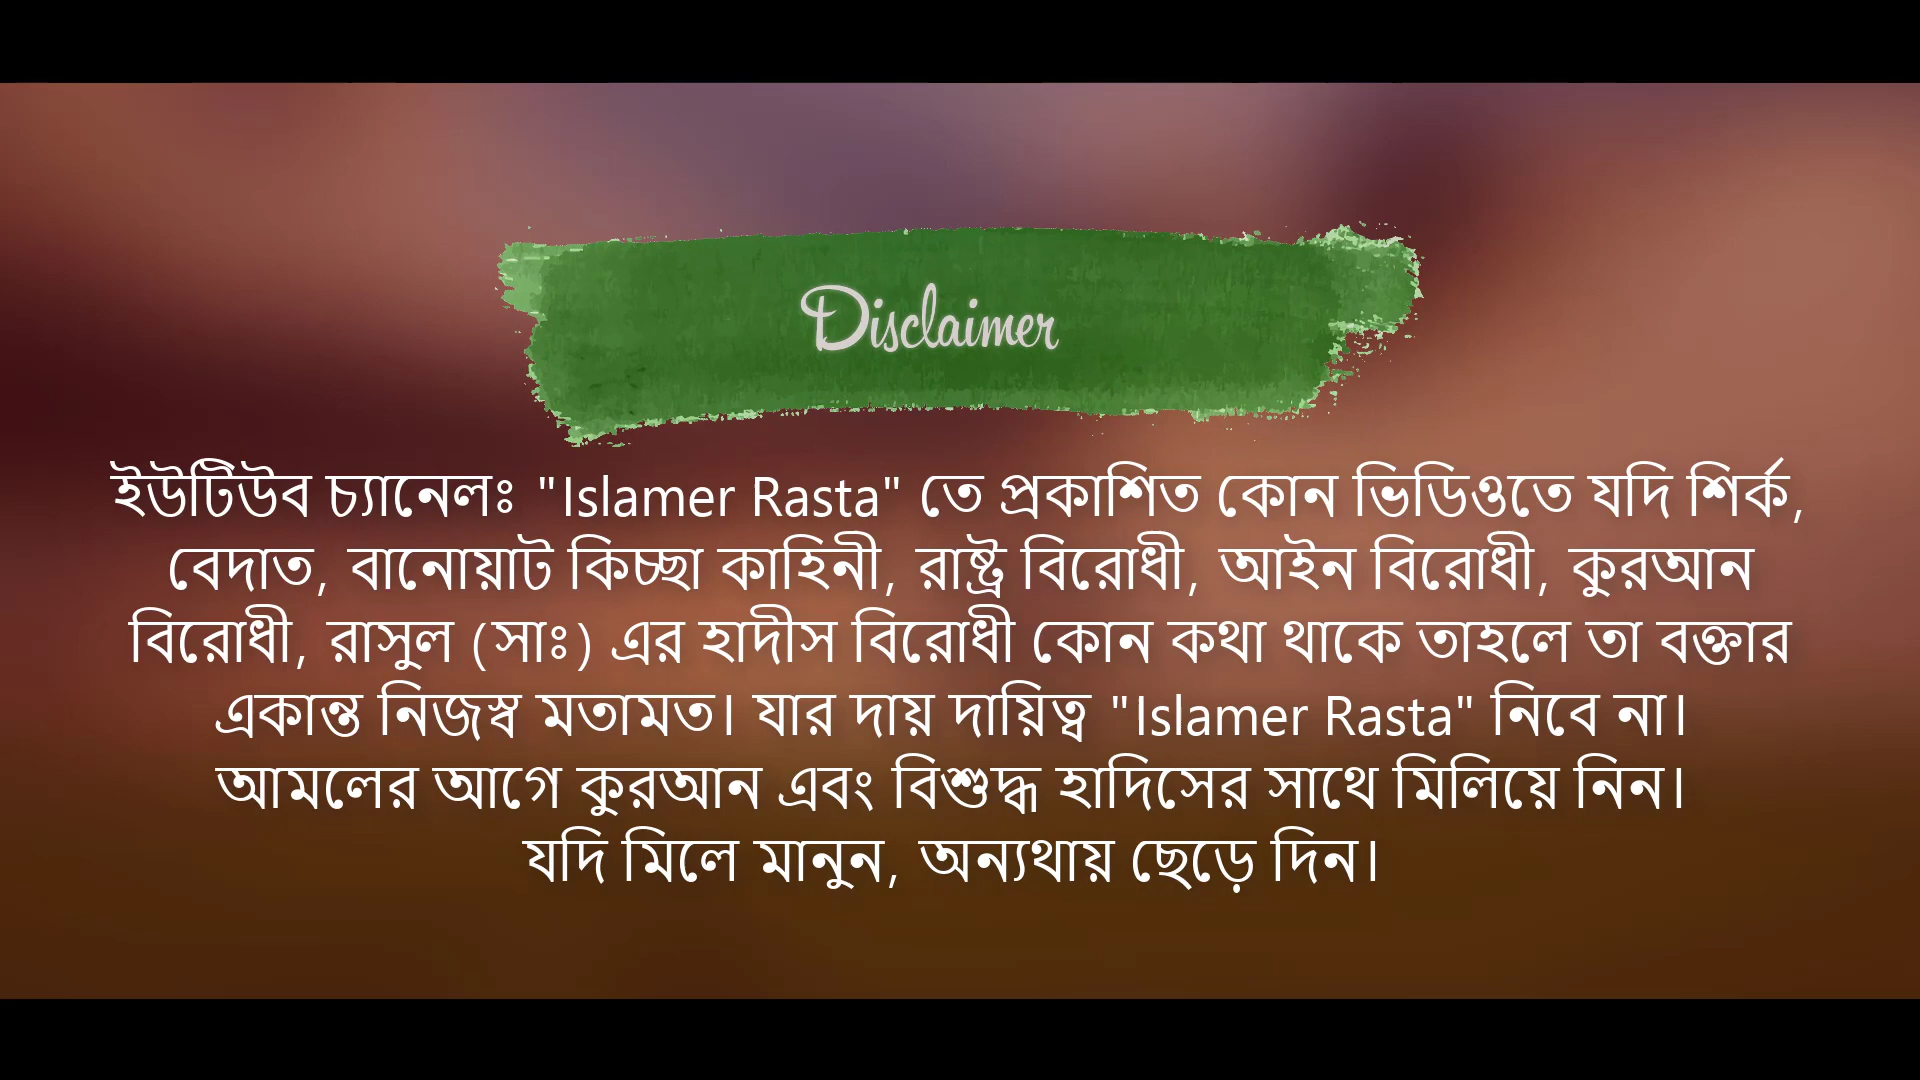 Disclaimer
ইউটিউব চ্যানেলঃ "Islamer Rasta" তে প্রকাশিত কোন ভিডিওতে যদি শির্ক,
বেদাত, বানোয়াট কিচ্ছা কাহিনী, রাষ্ট্র বিরোধী, আইন বিরোধী, কুরআন
বিরোধী, রাসুল (সাঃ) এর হাদীস বিরোধী কোন কথা থাকে তাহলে তা বক্তার
একান্ত নিজস্ব মতামত। যার দায় দায়িত্ব "Islamer Rasta" নিবে না।
আমলের আগে কুরআন এবং বিশুদ্ধ হাদিসের সাথে মিলিয়ে নিন।
যদি মিলে মানুন, অন্যথায় ছেড়ে দিন।